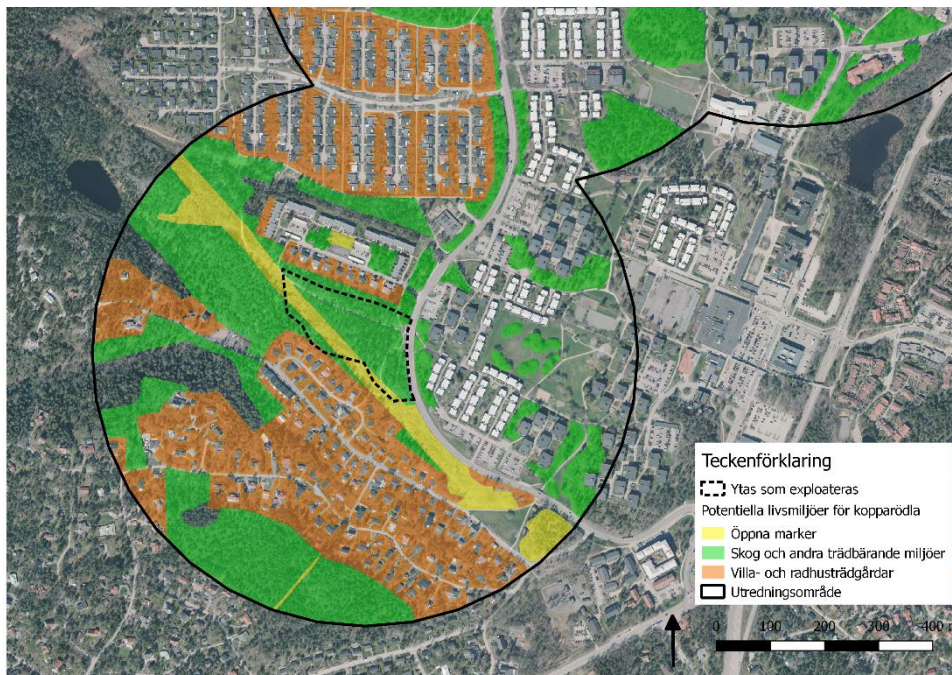 Teckenförklaring
Ytas som exploateras
Potentiella livsmiljöer för kopparödla
Öppna marker
Skog och andra trädbärande miljöer
Villa- och radhusträdgårdar
Utredningsområde
0 100 200 300 400